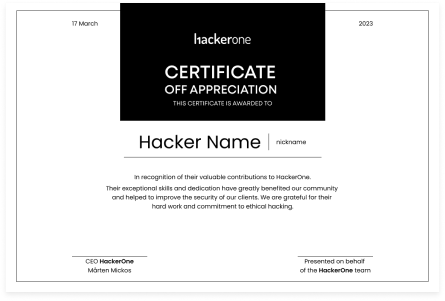 17 March
2023
hackerone
CERTIFICATE
OFF APPRECIATION
THIS CERTIFICATE IS AWARDED TO
Hacker Name | nickname
In recognition of their valuable contributions to HackerOne.
Their exceptional skills and dedication have greatly benefited our community
and helped to improve the security of our clients. We are grateful for their
hard work and commitment to ethical hacking.
CEO HackerOne
Mårten Mickos
Presented on behalf
of the HackerOne team